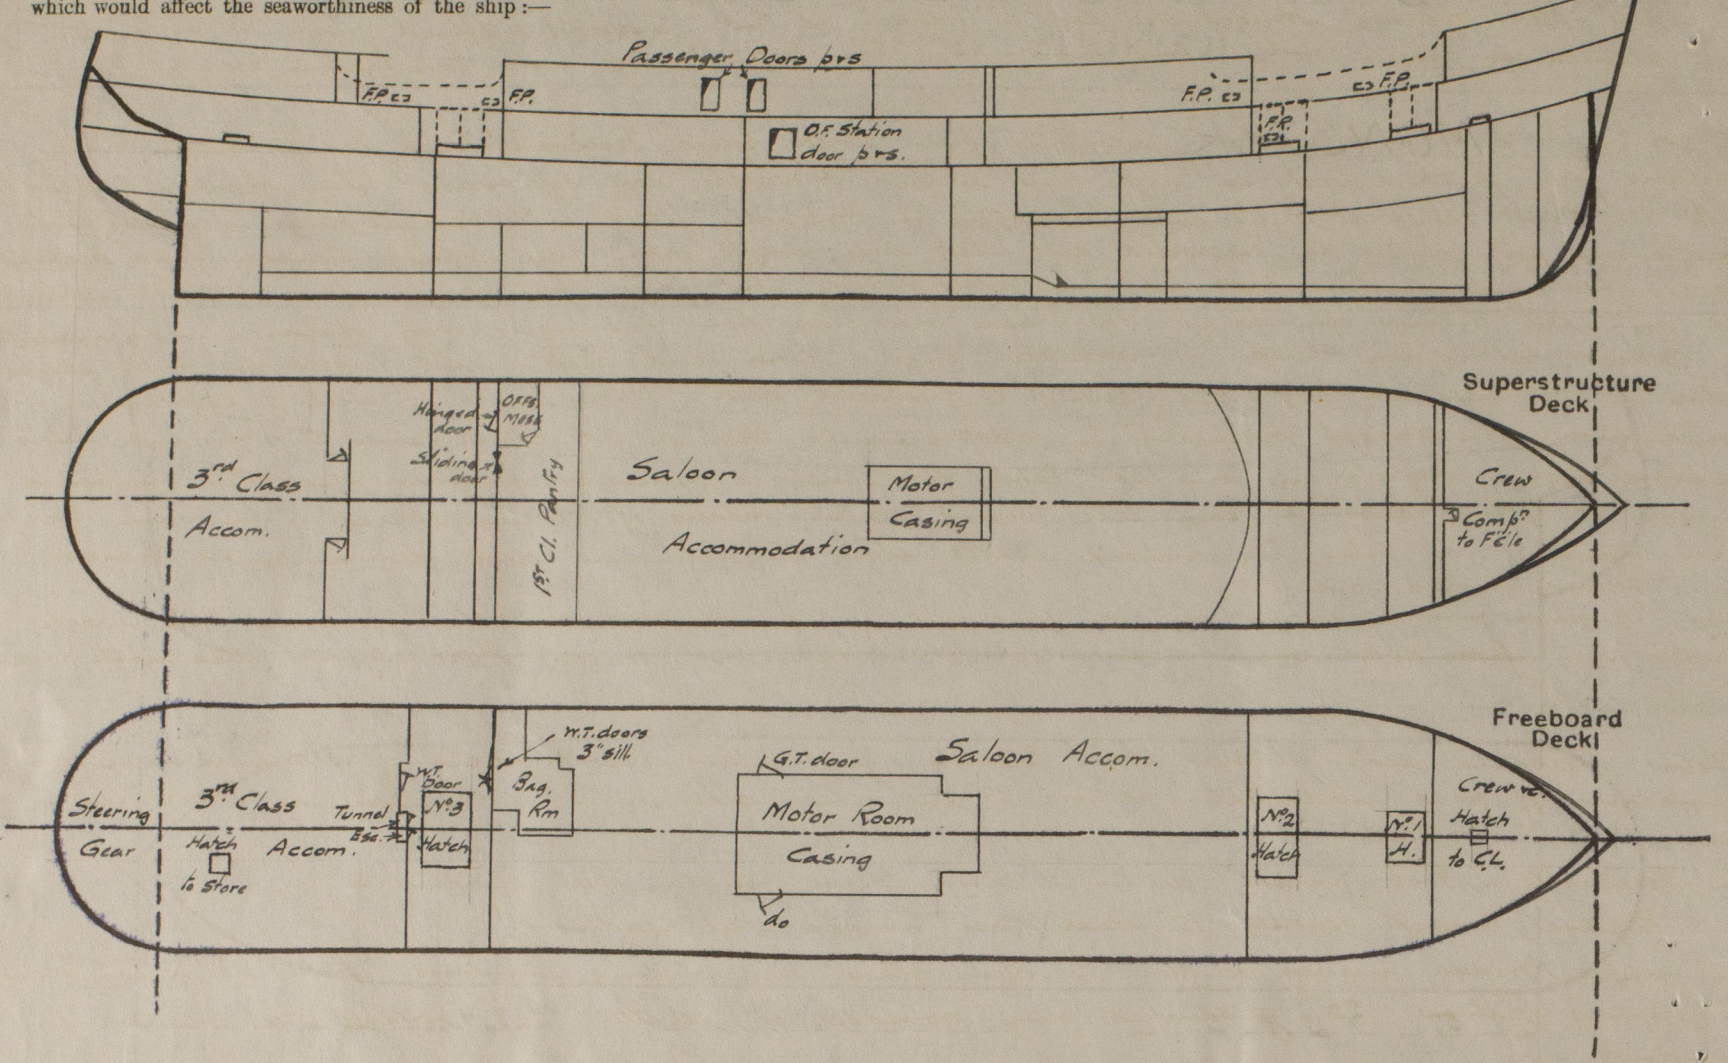 which would affect the seaworthiness of the ship :—
Passenger Doors p⅋s
F.P.
F.P.
F.P.
F.P.
O.F. Station
door p⅋s.
F.P.
Superstructure
Deck
Hinged
door
OFFS.
MESS
Sliding
door
3rd Class
Accom.
1ST Cl. Pantry
Saloon
Accommodation
Motor
Casing
Crew
Compn
to F'cle
Freeboard
Deck
W.T. doors
3" sill.
G.T. door
Saloon Accom.
W.T.
Door
Bag.
Rm
Steering
Gear
3rd Class
Accom.
Tunnel
Esc.
No 3
Hatch
Hatch
to Store
Motor Room
Casing
do
No 2
Hatch
No 1
H.
Crew
Hatch
to C.L.